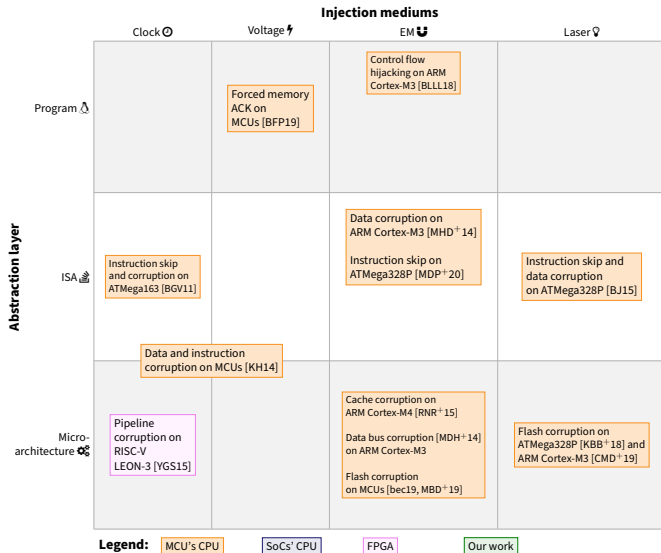 Injection mediums
Clock Voltage EM Laser
Abstraction layer
Program
Control flow
hijacking on ARM
Cortex-M3 [BLLL18]
Forced memory
ACK on
MCUs [BFP19]
ISA
Data corruption on
ARM Cortex-M3 [MHD+14]
Instruction skip on
ATMega328P [MDP+20]
Instruction skip
and corruption on
ATMega163 [BGV11]
Instruction skip and
data corruption
on ATMega328P [BJ15]
Data and instruction
corruption on MCUs [KH14]
Micro-
architecture
Pipeline
corruption on
RISC-V
LEON-3 [YGS15]
Cache corruption on
ARM Cortex-M4 [RNR+15]
Data bus corruption [MDH+14]
on ARM Cortex-M3
Flash corruption
on MCUs [bec19, MBD+19]
Flash corruption on
ATMega328P [KBB+18] and
ARM Cortex-M3 [CMD+19]
Legend: MCU's CPU SoCs' CPU FPGA Our work